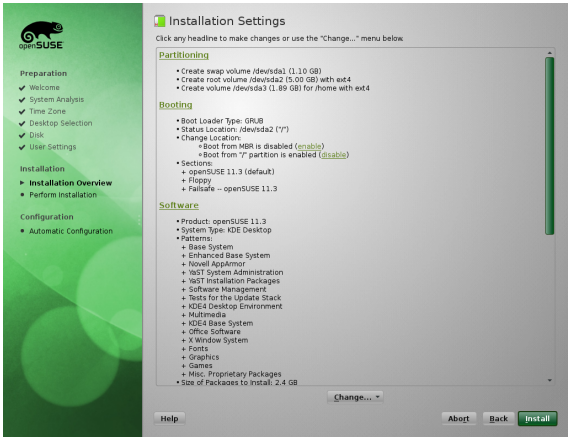 openSUSE
Preparation
Welcome
System Analysis
Time Zone
Desktop Selection
Disk
User Settings
Installation
Installation Overview
Perform Installation
Configuration
Automatic Configuration
Installation Settings
Click any headline to make changes or use the "Change..." menu below.
Partitioning
• Create swap volume /dev/sda1 (1.10 GB)
• Create root volume /dev/sda2 (5.00 GB) with ext4
• Create volume /dev/sda3 (1.89 GB) for /home with ext4
Booting
• Boot Loader Type: GRUB
• Status Location: /dev/sda2 ("/")
• Change Location:
Boot from MBR is disabled (enable)
Boot from "/" partition is enabled (disable)
• Sections:
+ openSUSE 11.3 (default)
+ Floppy
+ Failsafe -- openSUSE 11.3
Software
• Product: openSUSE 11.3
• System Type: KDE Desktop
• Patterns:
+ Base System
+ Enhanced Base System
+ Novell AppArmor
+ YaST System Administration
+ YaST Installation Packages
+ Software Management
+ Tests for the Update Stack
+ KDE4 Desktop Environment
+ Multimedia
+ KDE4 Base System
+ Office Software
+ X Window System
+ Fonts
+ Graphics
+ Games
+ Misc. Proprietary Packages
• Size of Packages to Install: 2.4 GB
Change...
Help
Abort
Back
Install